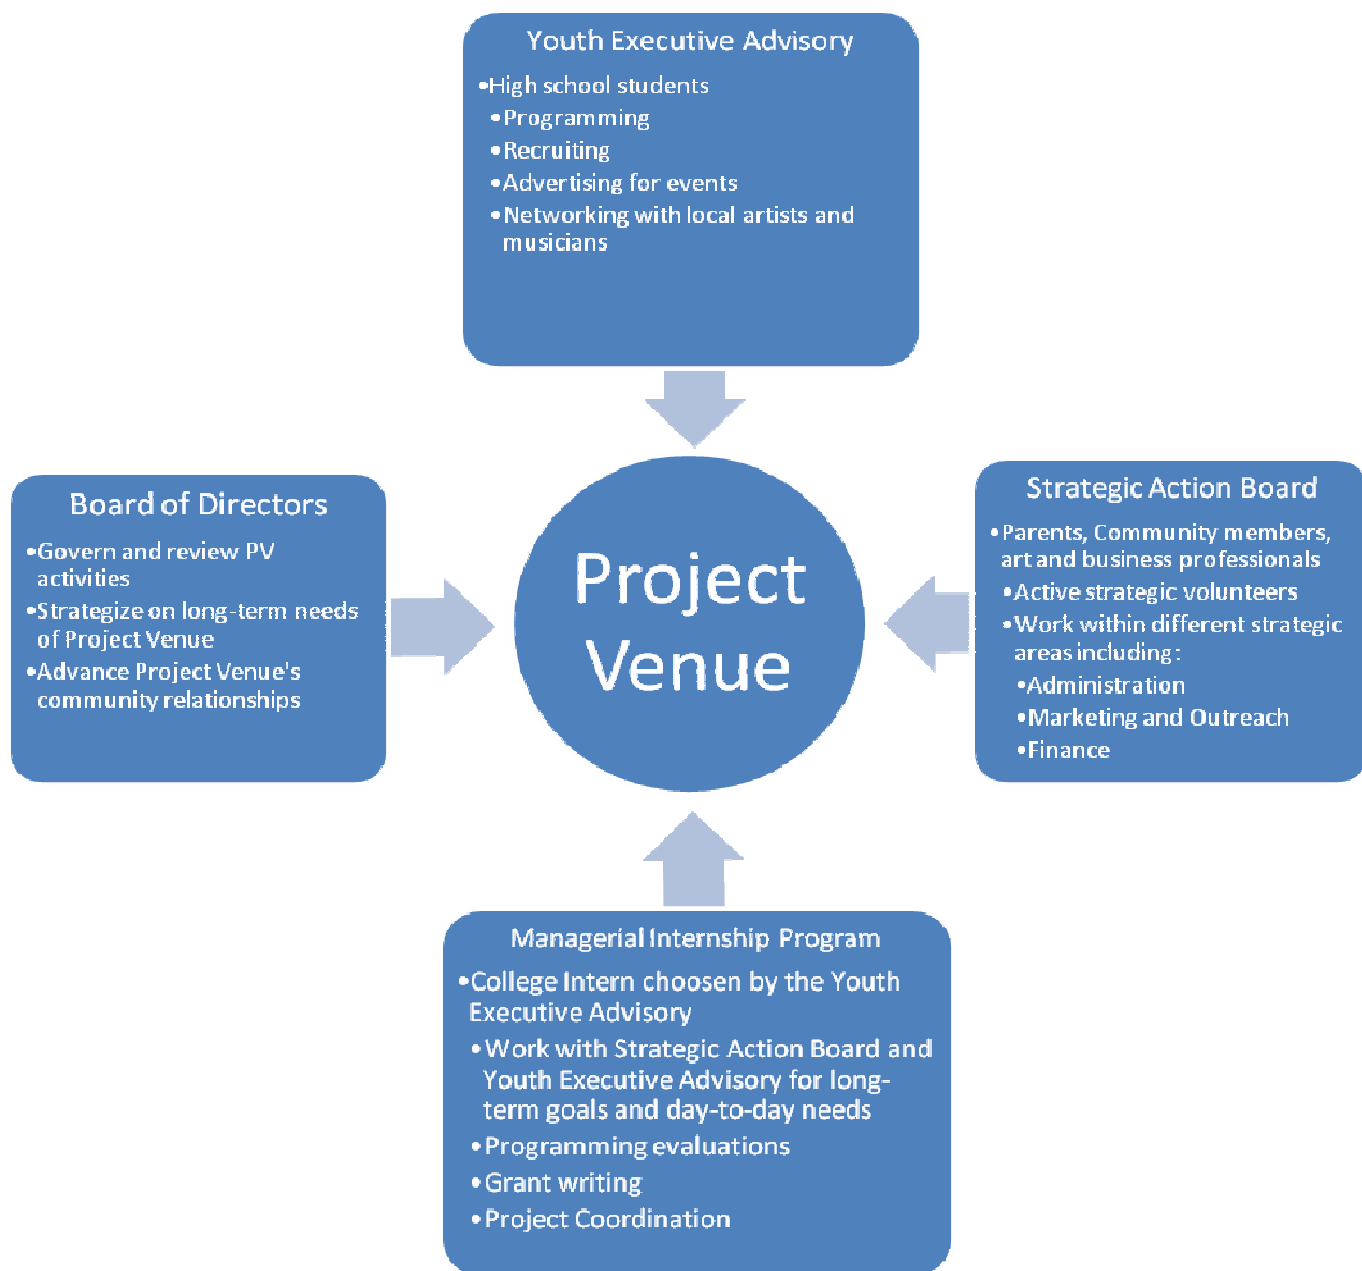 Youth Executive Advisory
•High school students
•Programming
•Recruiting
•Advertising for events
•Networking with local artists and
musicians
Board of Directors
•Govern and review PV
activities
•Strategize on long-term needs
of Project Venue
•Advance Project Venue's
community relationships
Project
Venue
Strategic Action Board
•Parents, Community members,
art and business professionals
•Active strategic volunteers
•Work within different strategic
areas including:
•Administration
•Marketing and Outreach
•Finance
Managerial Internship Program
•College Intern choosen by the Youth
Executive Advisory
•Work with Strategic Action Board and
Youth Executive Advisory for long-
term goals and day-to-day needs
•Programming evaluations
•Grant writing
•Project Coordination